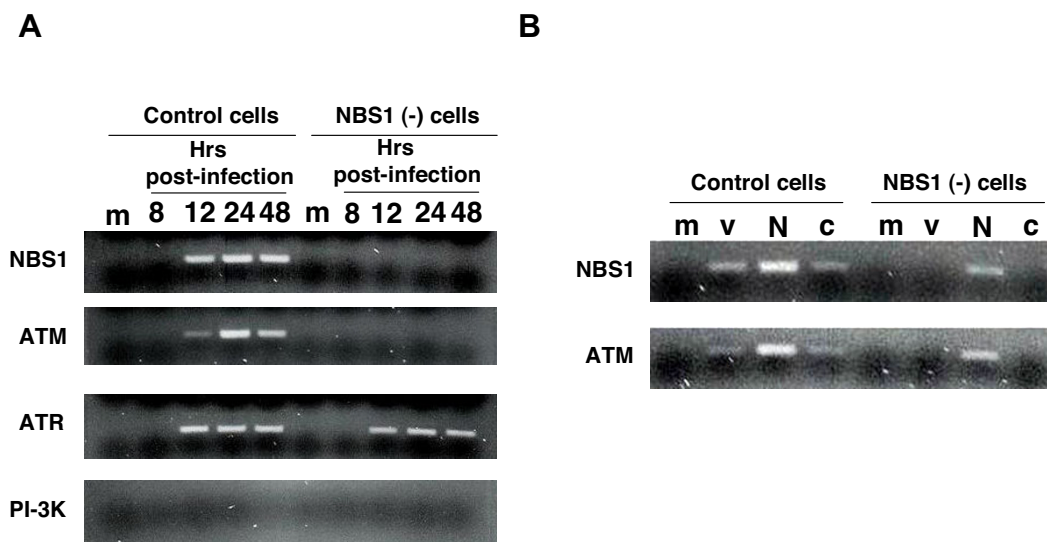 A
Control cells NBS1 (-) cells
Hrs Hrs
post-infection post-infection
m 8 12 24 48 m 8 12 24 48
NBS1
ATM
ATR
PI-3K
B
Control cells NBS1 (-) cells
m v N c m v N c
NBS1
ATM